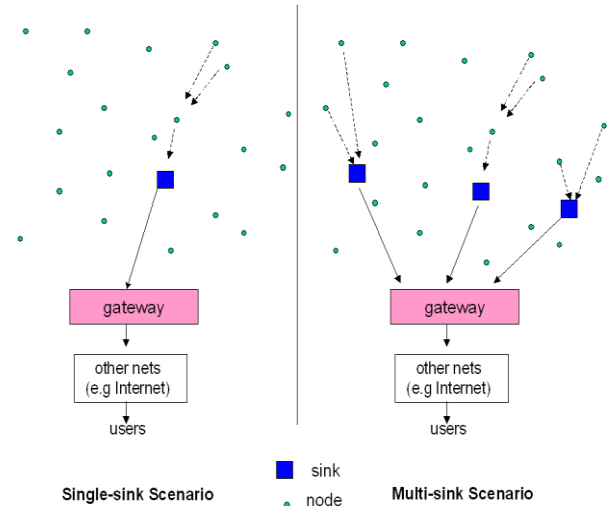 gateway
other nets
(e.g Internet)
users
gateway
other nets
(e.g Internet)
users
sink
node
Single-sink Scenario
Multi-sink Scenario